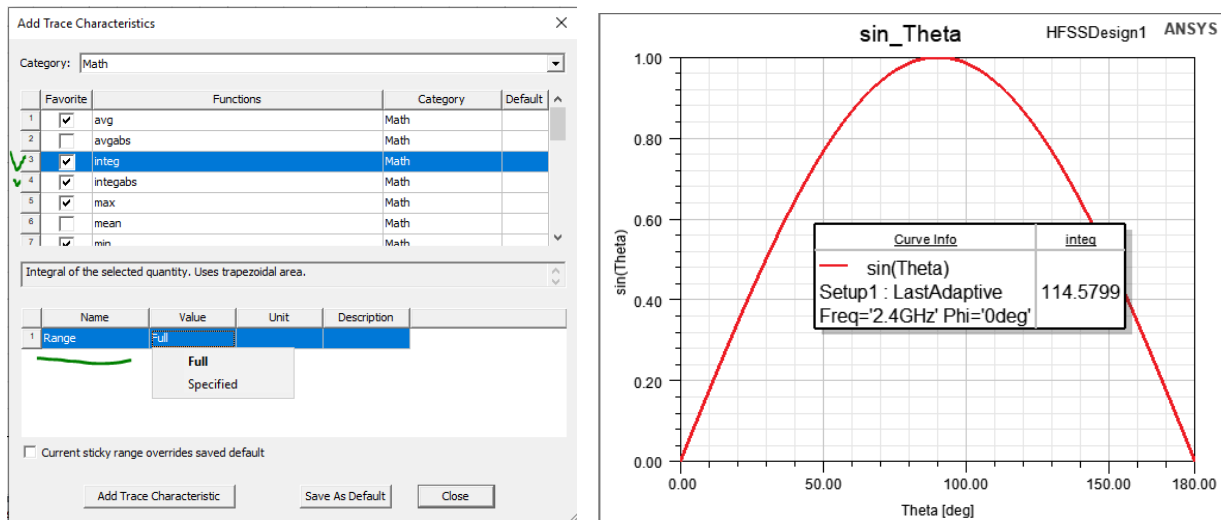 Add Trace Characteristics
Category: Math
Favorite Functions Category Default
1 avg Math
2 avgabs Math
3 integ Math
4 integabs Math
5 max Math
6 mean Math
7 min Math
Integral of the selected quantity. Uses trapezoidal area.
Name Value Unit Description
1 Range Full
Full
Specified
Current sticky range overrides saved default
Add Trace Characteristic Save As Default Close
sin_Theta HFSSDesign1 ANSYS
1.00
0.80
0.60
0.40
0.20
0.00
sin(Theta)
Curve Info integ
sin(Theta)
Setup1 : LastAdaptive 114.5799
Freq='2.4GHz' Phi='0deg'
0.00 50.00 100.00 150.00 180.00
Theta [deg]